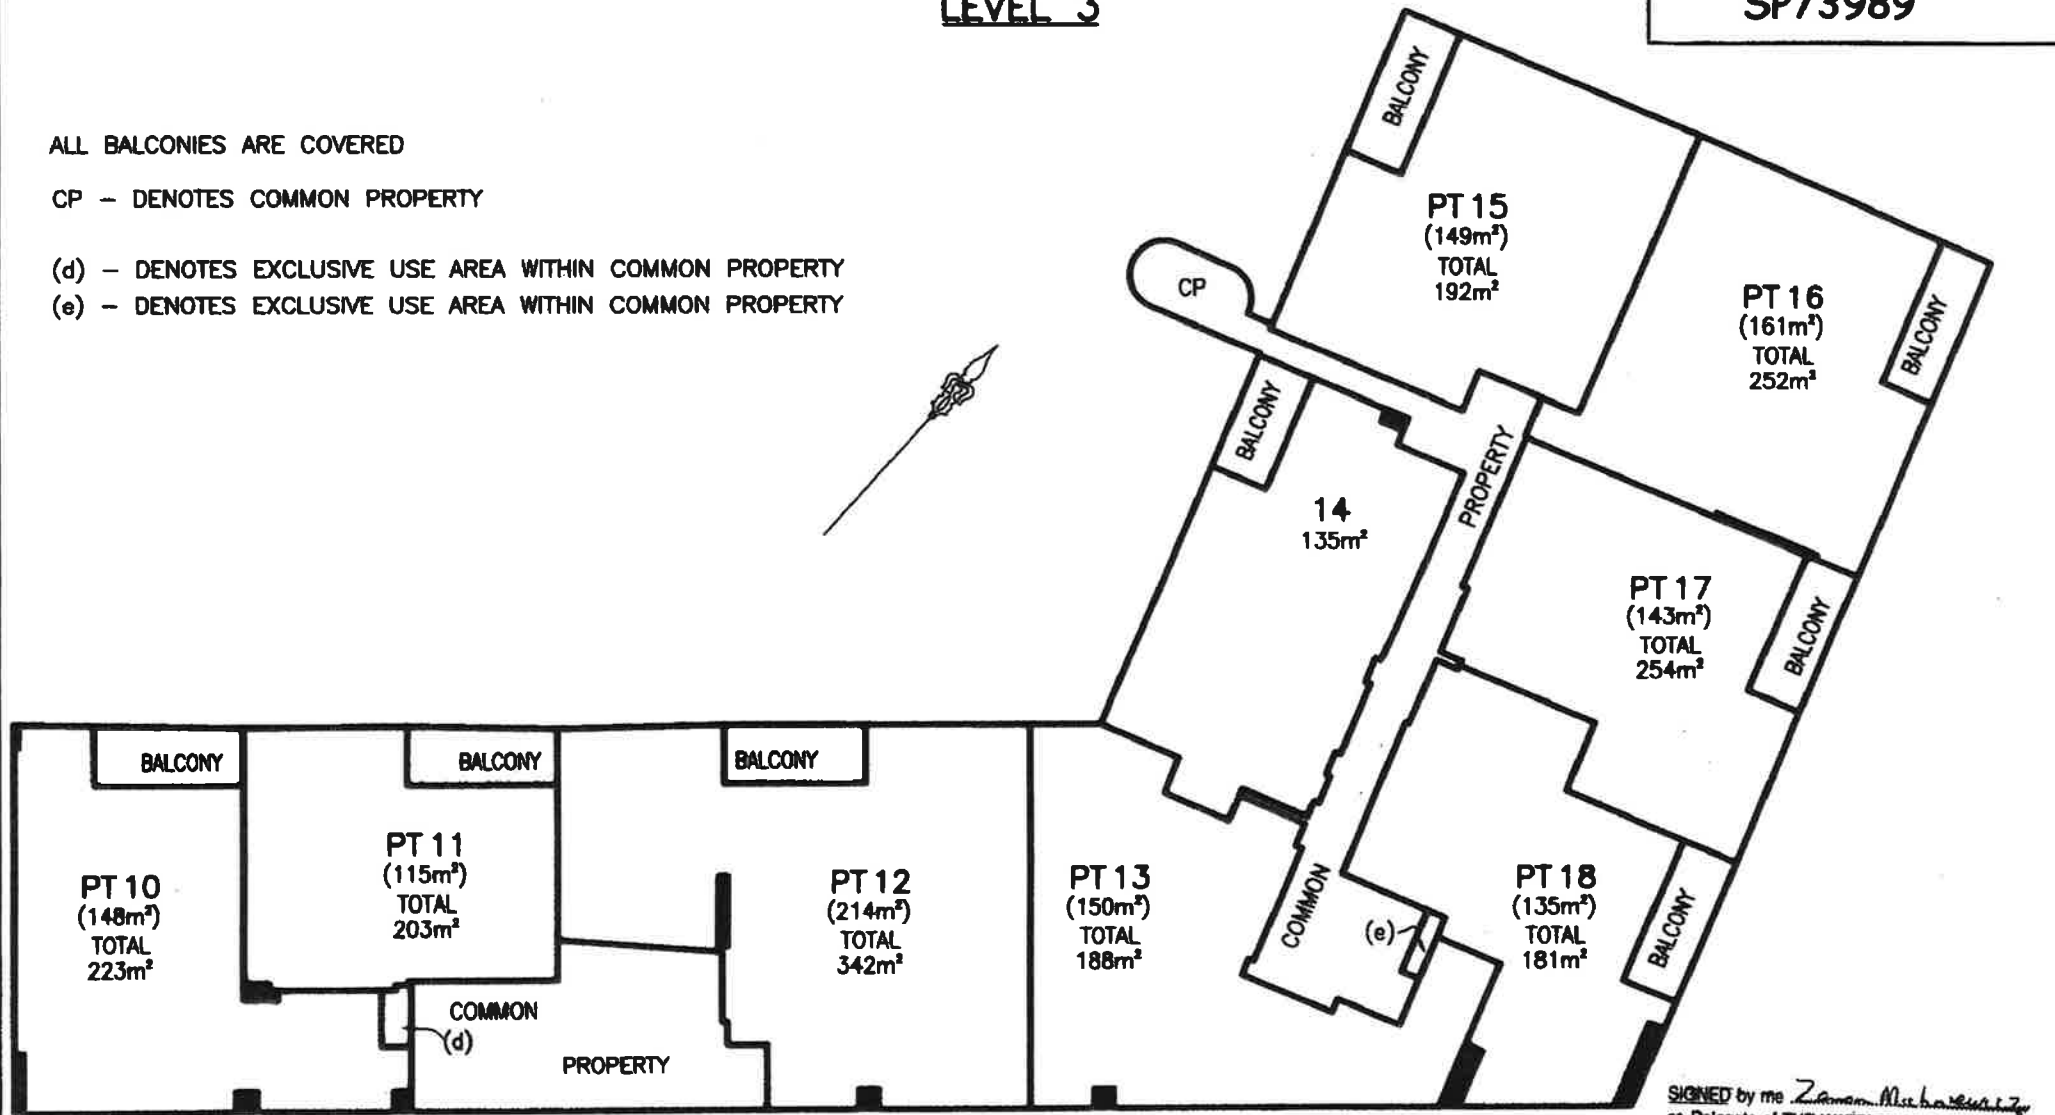 LEVEL 3
SP73989
ALL BALCONIES ARE COVERED
CP – DENOTES COMMON PROPERTY
(d) – DENOTES EXCLUSIVE USE AREA WITHIN COMMON PROPERTY
(e) – DENOTES EXCLUSIVE USE AREA WITHIN COMMON PROPERTY
BALCONY
PT 15
(149m²)
TOTAL
192m²
CP
PT 16
(161m²)
TOTAL
252m²
BALCONY
BALCONY
14
135m²
PROPERTY
PT 17
(143m²)
TOTAL
254m²
BALCONY
BALCONY
BALCONY
BALCONY
PT 10
(148m²)
TOTAL
223m²
PT 11
(115m²)
TOTAL
203m²
PT 12
(214m²)
TOTAL
342m²
PT 13
(150m²)
TOTAL
188m²
COMMON
(e)
PT 18
(135m²)
TOTAL
181m²
BALCONY
COMMON
(d)
PROPERTY
SIGNED by me